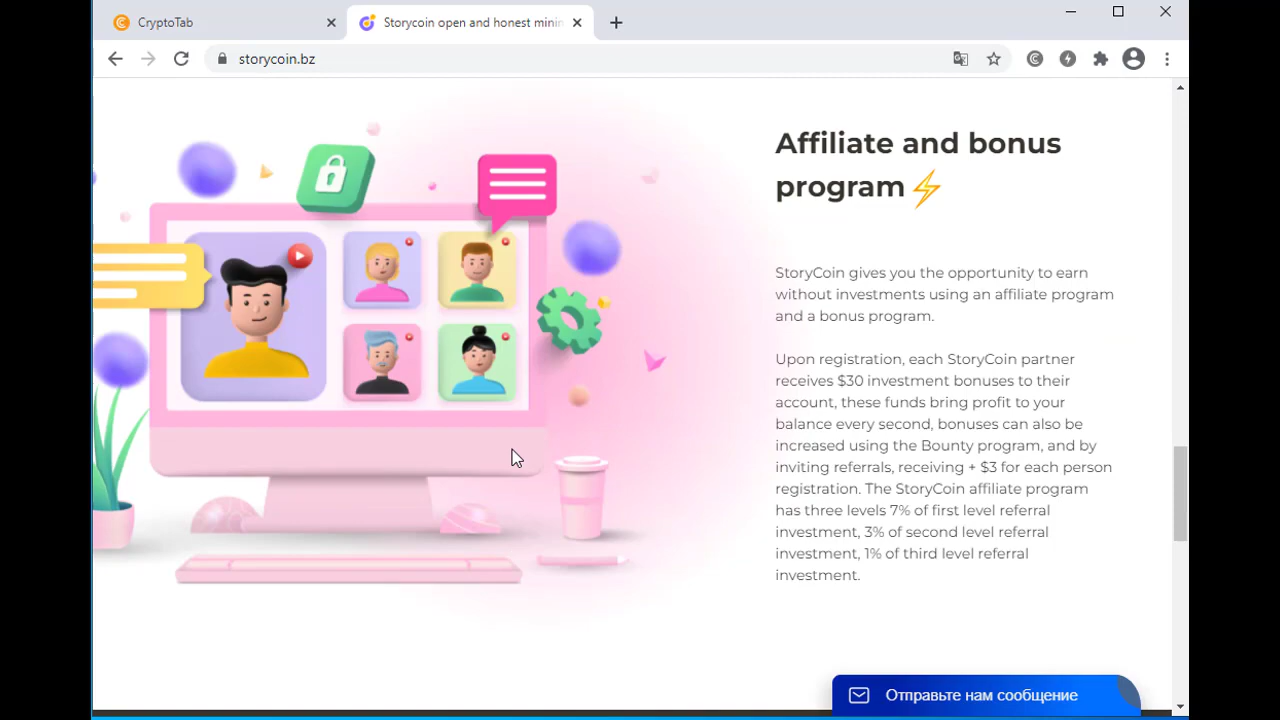 CryptoTab
Storycoin open and honest minin
storycoin.bz
Affiliate and bonus
program
StoryCoin gives you the opportunity to earn
without investments using an affiliate program
and a bonus program.
Upon registration, each StoryCoin partner
receives $30 investment bonuses to their
account, these funds bring profit to your
balance every second, bonuses can also be
increased using the Bounty program, and by
inviting referrals, receiving + $3 for each person
registration. The StoryCoin affiliate program
has three levels 7% of first level referral
investment, 3% of second level referral
investment, 1% of third level referral
investment.
Отправьте нам сообщение